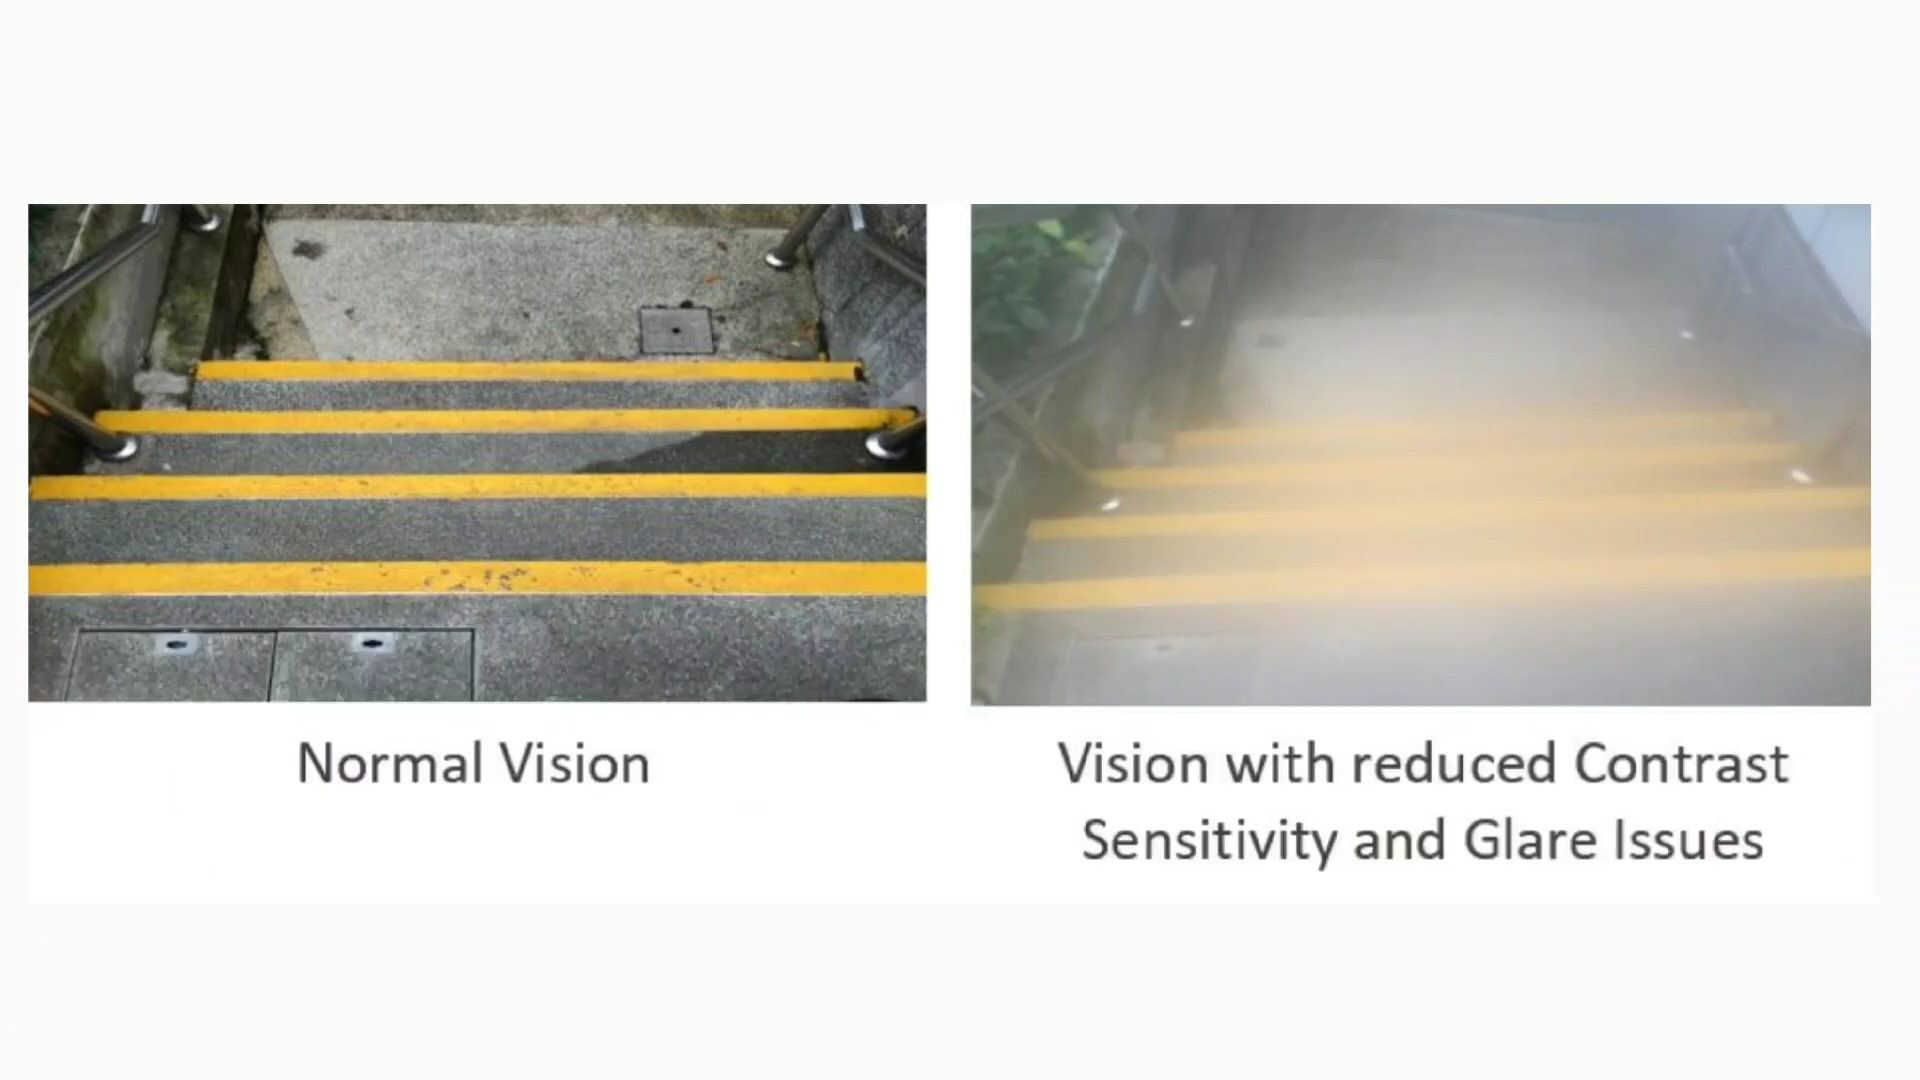 Normal Vision
Vision with reduced Contrast
Sensitivity and Glare Issues